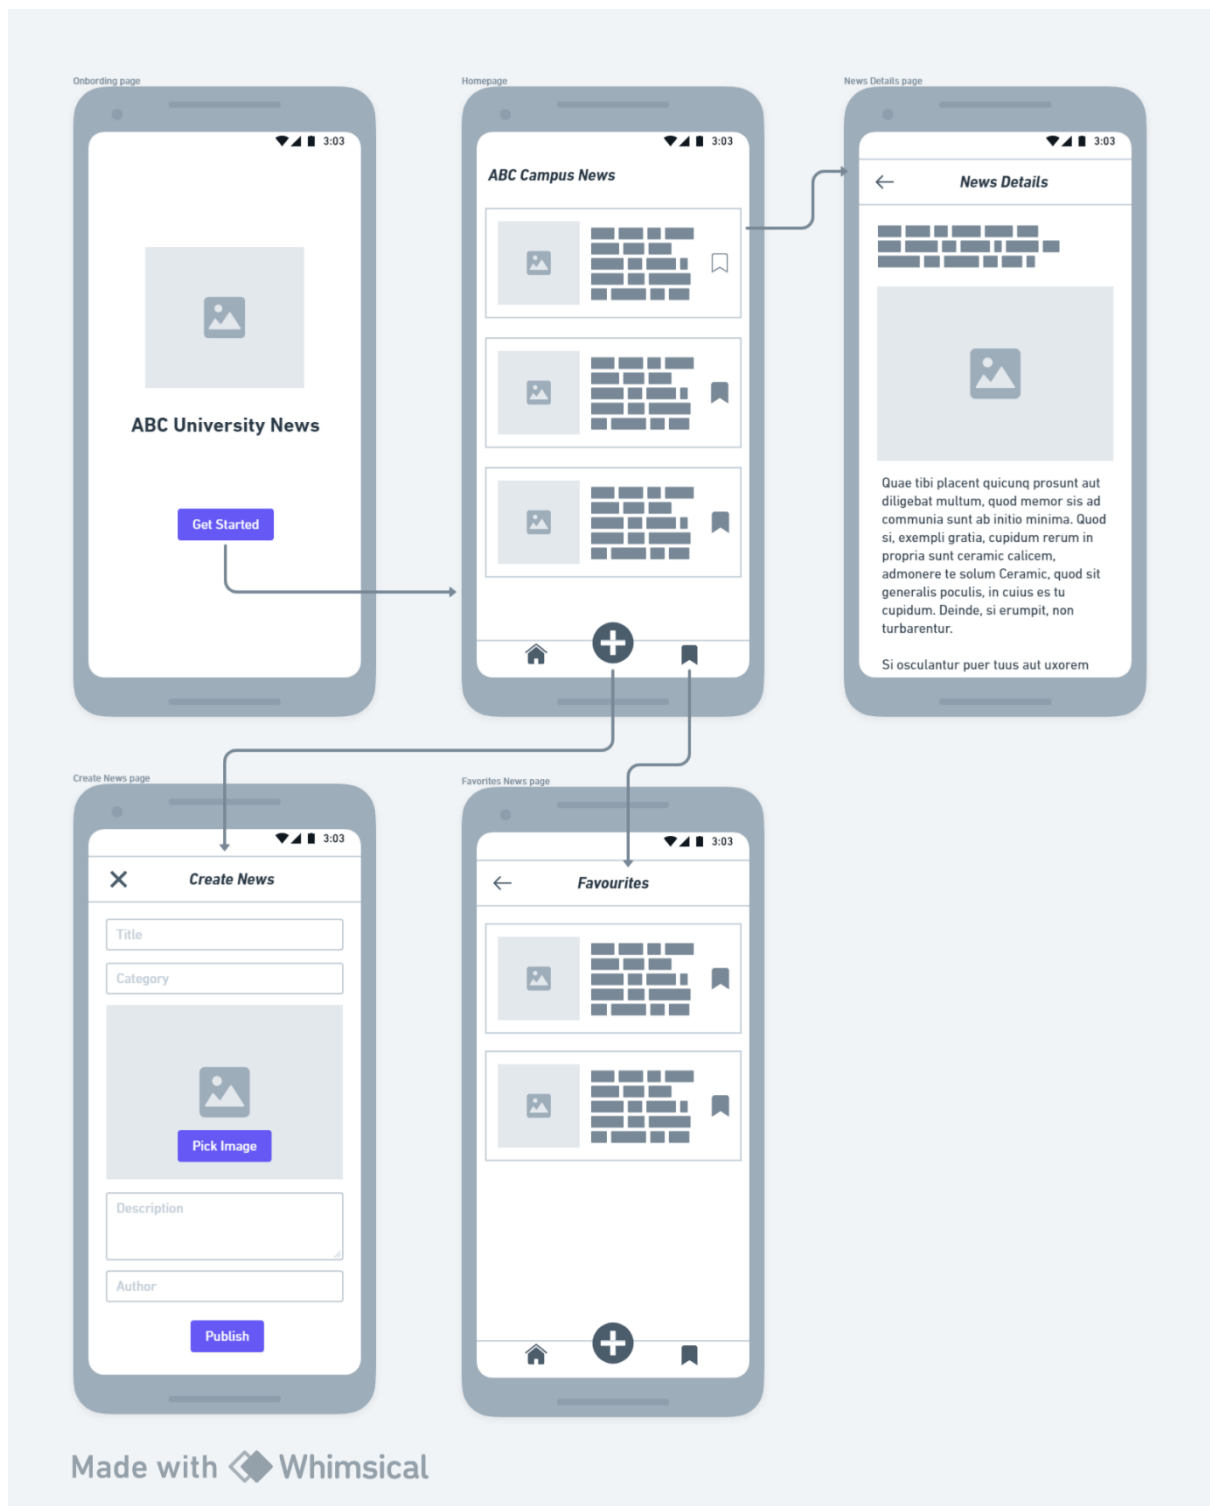 Onbording page
3:03
ABC University News
Get Started
Homepage
3:03
ABC Campus News
News Details page
3:03
News Details
Quae tibi placent quicunq prosunt aut
diligebat multum, quod memor sis ad
communia sunt ab initio minima. Quod
si, exempli gratia, cupidum rerum in
propria sunt ceramic calicem,
admonere te solum Ceramic, quod sit
generalis poculis, in cuius es tu
cupidum. Deinde, si erumpit, non
turbarentur.
Si osculantur puer tuus aut uxorem
Create News page
3:03
Create News
Title
Category
Pick Image
Description
Author
Publish
Favorites News page
3:03
Favourites
Made with Whimsical